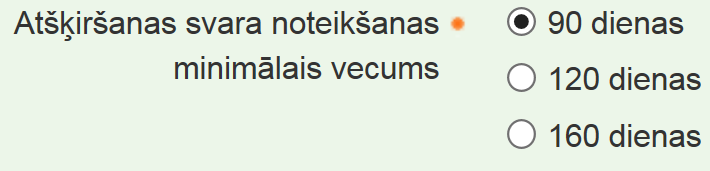 Atšķiršanas svara noteikšanas
minimālais vecums
90 dienas
120 dienas
160 dienas